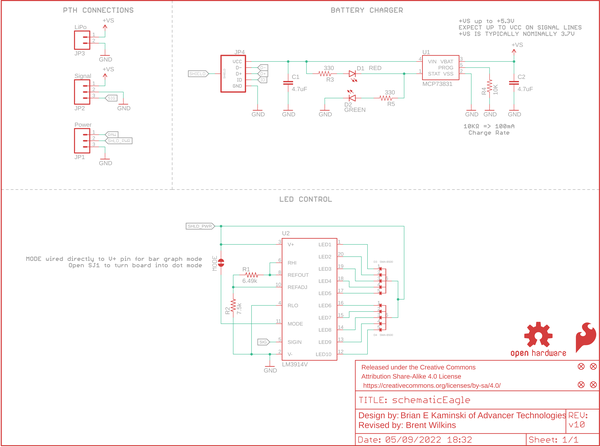 PTH CONNECTIONS
BATTERY CHARGER
LiPo
+VS
JP3
GND
Signal
+VS
JP2
GND
Power
JP1
GND
+VS up to +5.3V
EXPECT UP TO VCC ON SIGNAL LINES
+VS IS TYPICALLY NOMINALLY 3.7V
+VS
JP4
SHIELD
VCC
D-
D+
ID
GND
GND
C1
4.7uF
GND
330
R3
D1 RED
D2
GREEN
GND
330
R5
U1
VIN VBAT
PROG
STAT VSS
MCP73831
GND
R4
10K
GND
C2
4.7uF
GND
10KΩ => 100mA
Charge Rate
LED CONTROL
MODE wired directly to V+ pin for bar graph mode
Open SJ1 to turn board into dot mode
MODE
R1
6.49k
R2
7.5k
U2
V+
RHI
REFOUT
REFADJ
RLO
MODE
SIGIN
V-
LED1
LED2
LED3
LED4
LED5
LED6
LED7
LED8
LED9
LED10
LM3914V
GND
open hardware
Released under the Creative Commons
Attribution Share-Alike 4.0 License
https://creativecommons.org/licenses/by-sa/4.0/
TITLE: schematicEagle
Design by: Brian E Kaminski of Advancer Technologies
Revised by: Brent Wilkins
REV:
v10
Date: 05/09/2022 18:32
Sheet: 1/1